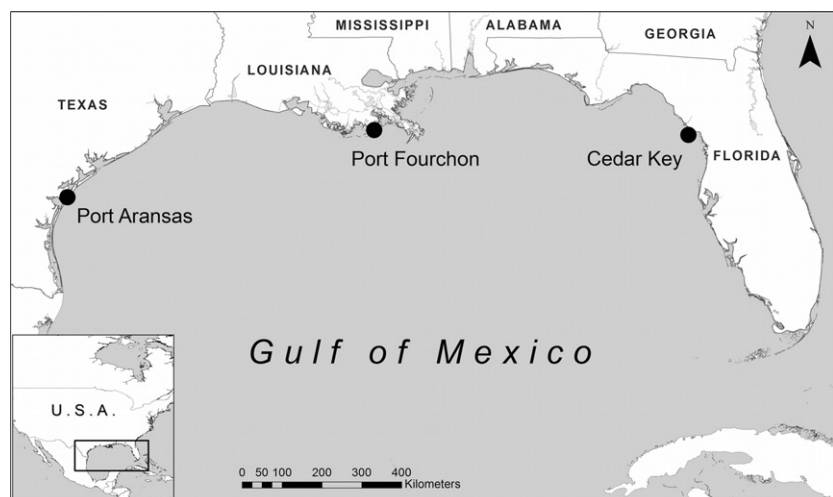 MISSISSIPPI
ALABAMA
GEORGIA
N
LOUISIANA
TEXAS
Port Fourchon
Cedar Key
FLORIDA
Port Aransas
Gulf of Mexico
U.S.A.
0 50 100 200 300 400
Kilometers